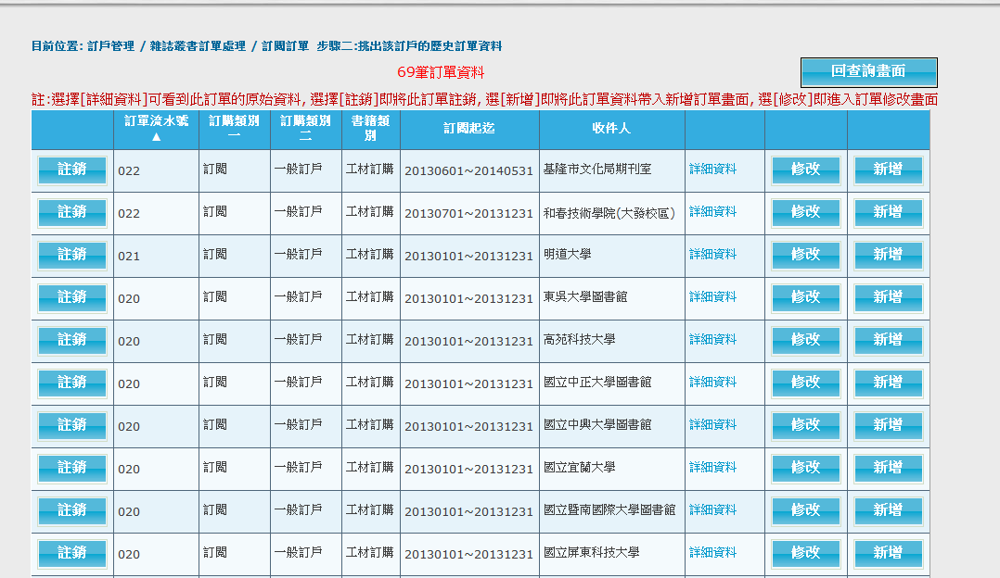 目前位置: 訂戶管理 / 雜誌叢書訂單處理 / 訂閱訂單 步驟二:挑出該訂戶的歷史訂單資料
69筆訂單資料
回查詢畫面
註:選擇[詳細資料]可看到此訂單的原始資料, 選擇[註銷]即將此訂單註銷, 選[新增]即將此訂單資料帶入新增訂單畫面, 選[修改]即進入訂單修改畫面
訂單流水號▲ 訂購類別一 訂購類別二 書籍類別 訂閱起迄 收件人
註銷 022 訂閱 一般訂戶 工材訂購 20130601~20140531 基隆市文化局期刊室 詳細資料 修改 新增
註銷 022 訂閱 一般訂戶 工材訂購 20130701~20131231 和春技術學院(大發校區) 詳細資料 修改 新增
註銷 021 訂閱 一般訂戶 工材訂購 20130101~20131231 明道大學 詳細資料 修改 新增
註銷 020 訂閱 一般訂戶 工材訂購 20130101~20131231 東吳大學圖書館 詳細資料 修改 新增
註銷 020 訂閱 一般訂戶 工材訂購 20130101~20131231 高苑科技大學 詳細資料 修改 新增
註銷 020 訂閱 一般訂戶 工材訂購 20130101~20131231 國立中正大學圖書館 詳細資料 修改 新增
註銷 020 訂閱 一般訂戶 工材訂購 20130101~20131231 國立中興大學圖書館 詳細資料 修改 新增
註銷 020 訂閱 一般訂戶 工材訂購 20130101~20131231 國立宜蘭大學 詳細資料 修改 新增
註銷 020 訂閱 一般訂戶 工材訂購 20130101~20131231 國立暨南國際大學圖書館 詳細資料 修改 新增
註銷 020 訂閱 一般訂戶 工材訂購 20130101~20131231 國立屏東科技大學 詳細資料 修改 新增